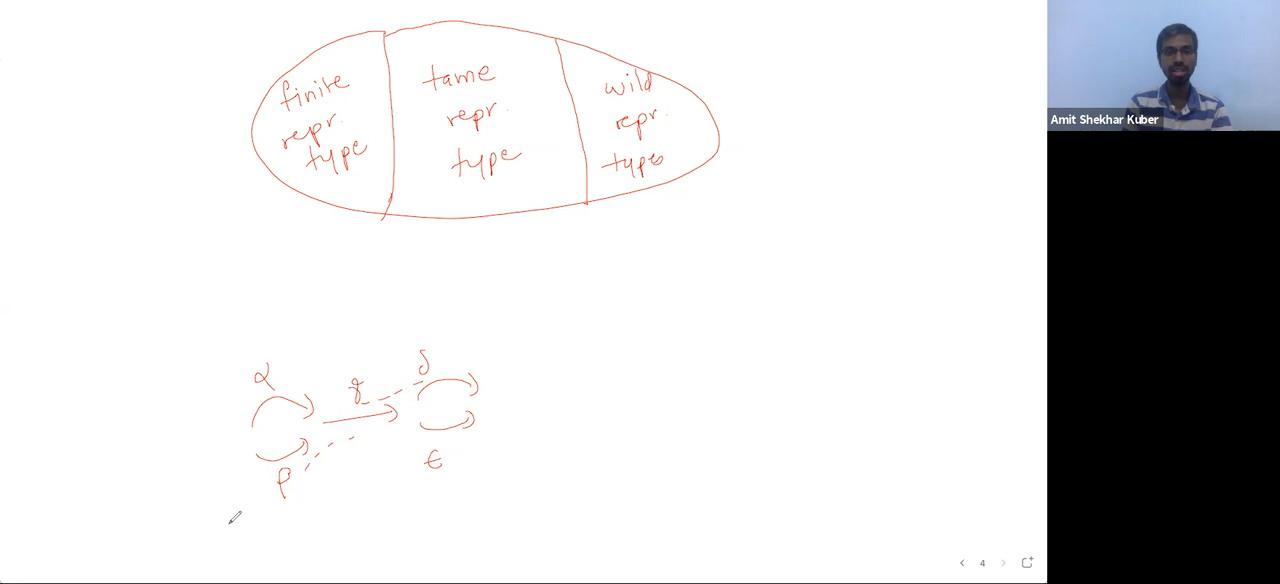 finite
repr.
type
tame
repr.
type
wild
repr.
types
Amit Shekhar Kuber
α
γ
δ
β
ϵ
4